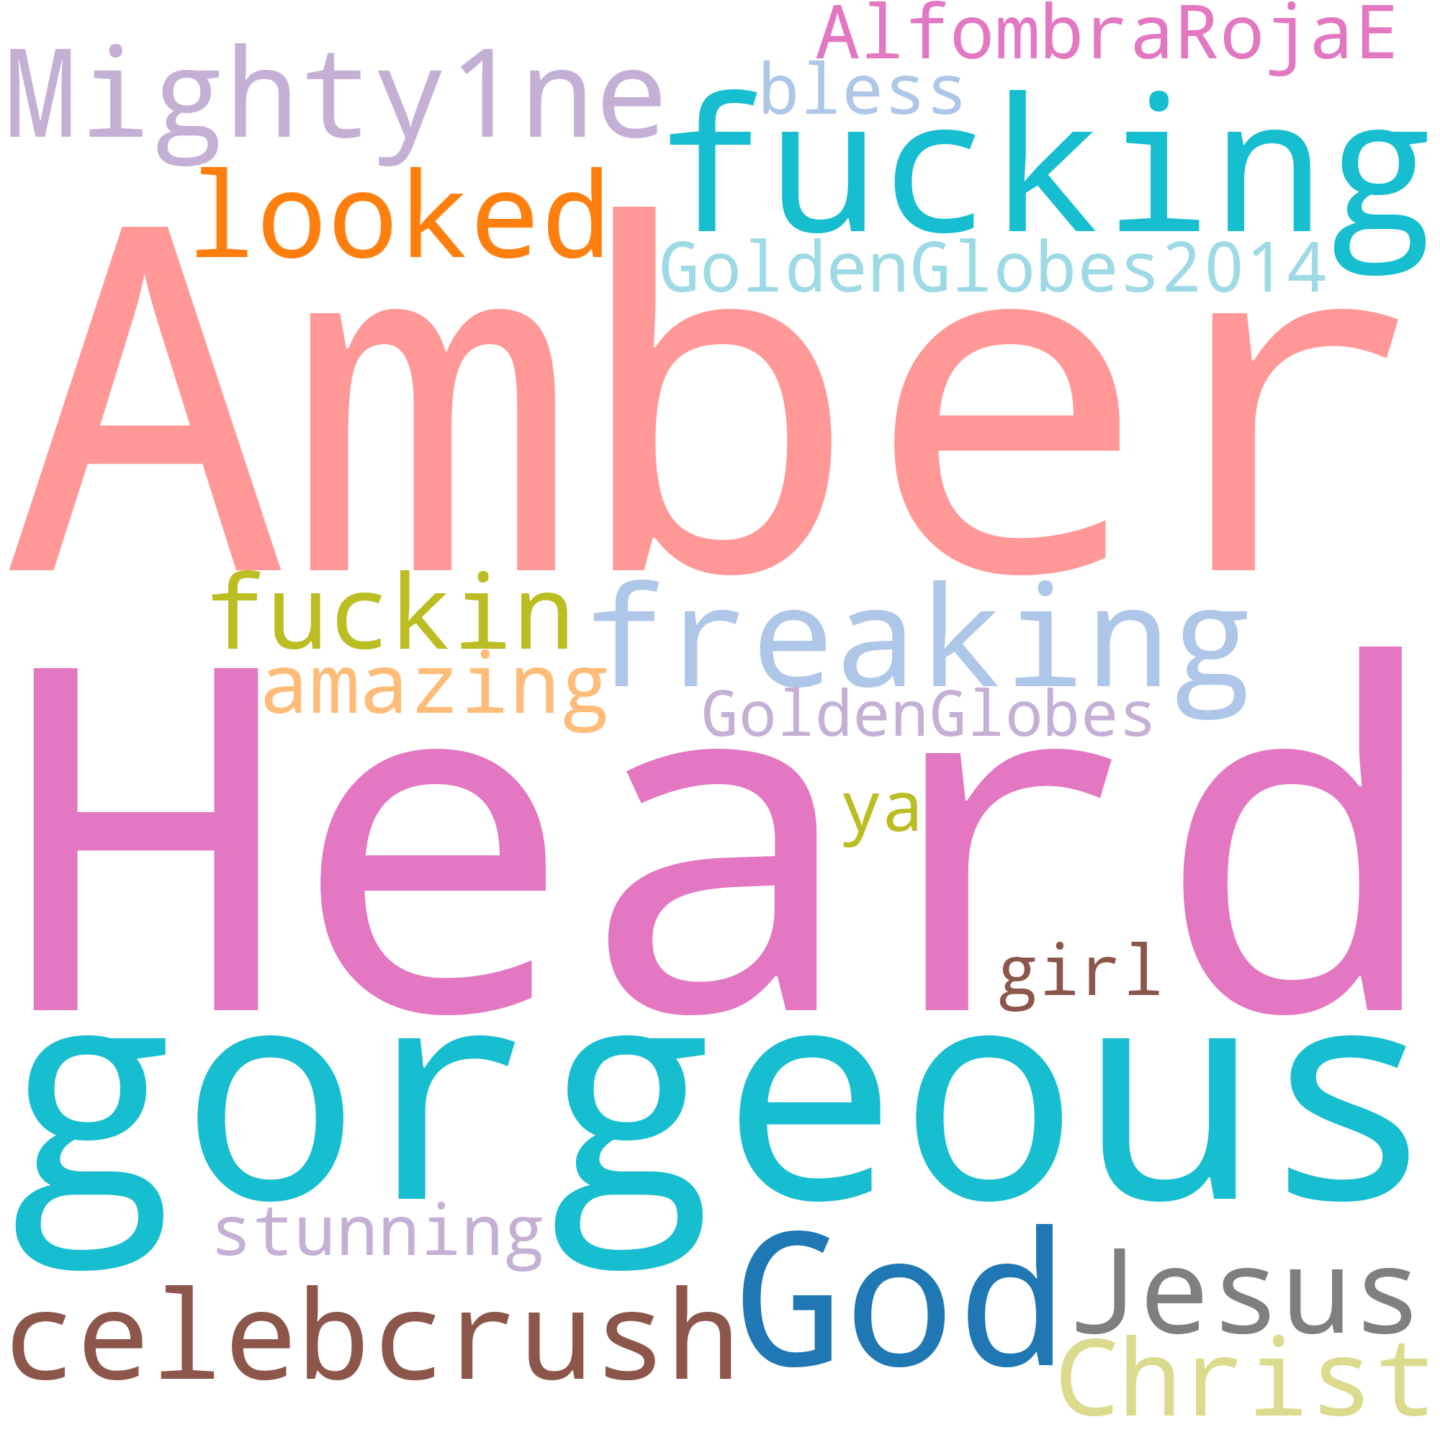 AlfombraRojaE
Mighty1ne
bless
fucking
looked
GoldenGlobes2014
Amber
fuckin
freaking
amazing
GoldenGlobes
Heard
ya
girl
gorgeous
stunning
God
Jesus
celebcrush
Christ